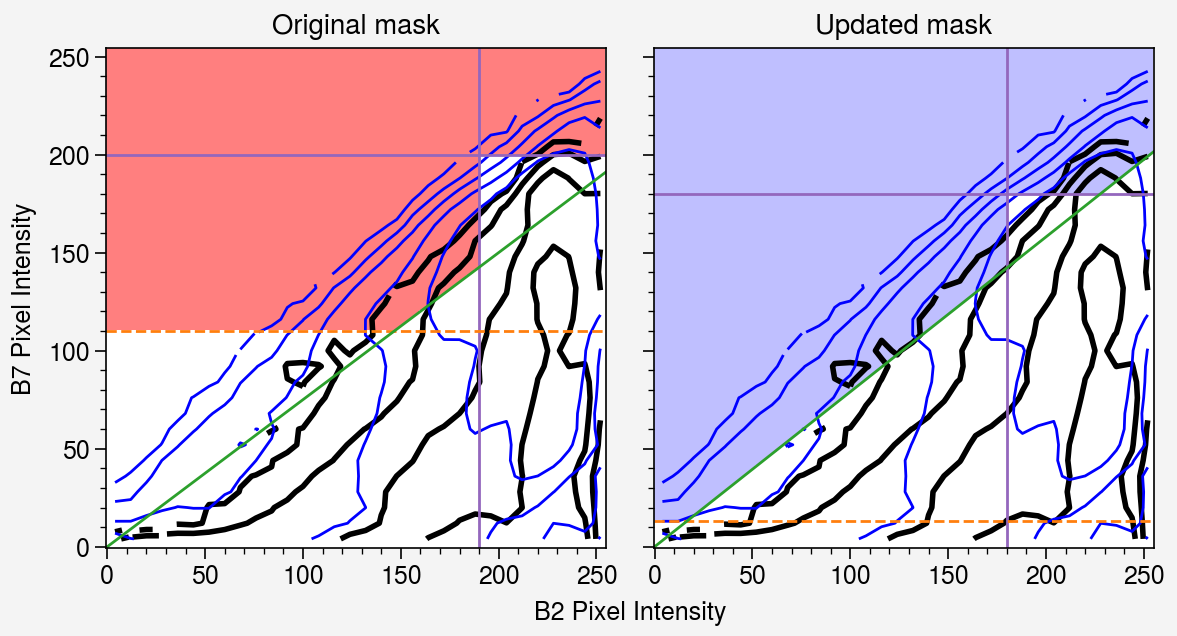 Original mask
Updated mask
250
200
150
100
50
0
B7 Pixel Intensity
0 50 100 150 200 250
0 50 100 150 200 250
B2 Pixel Intensity